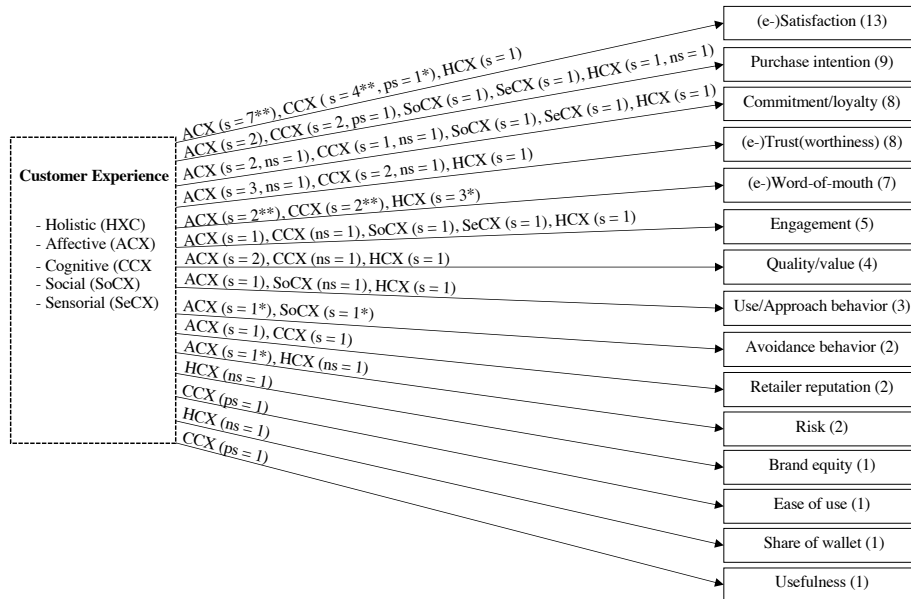 Customer Experience
- Holistic (HXC)
- Affective (ACX)
- Cognitive (CCX
- Social (SoCX)
- Sensorial (SeCX)
ACX (s = 7**), CCX ( s = 4**, ps = 1*), HCX (s = 1)
ACX (s = 2), CCX (s = 2, ps = 1), SoCX (s = 1), SeCX (s = 1), HCX (s = 1, ns = 1)
ACX (s = 2, ns = 1), CCX (s = 1, ns = 1), SoCX (s = 1), SeCX (s = 1), HCX (s = 1)
ACX (s = 3, ns = 1), CCX (s = 2, ns = 1), HCX (s = 1)
ACX (s = 2**), CCX (s = 2**), HCX (s = 3*)
ACX (s = 1), CCX (ns = 1), SoCX (s = 1), SeCX (s = 1), HCX (s = 1)
ACX (s = 2), CCX (ns = 1), HCX (s = 1)
ACX (s = 1), SoCX (ns = 1), HCX (s = 1)
ACX (s = 1*), SoCX (s = 1*)
ACX (s = 1), CCX (s = 1)
ACX (s = 1*), HCX (ns = 1)
HCX (ns = 1)
CCX (ps = 1)
HCX (ns = 1)
CCX (ps = 1)
(e-)Satisfaction (13)
Purchase intention (9)
Commitment/loyalty (8)
(e-)Trust(worthiness) (8)
(e-)Word-of-mouth (7)
Engagement (5)
Quality/value (4)
Use/Approach behavior (3)
Avoidance behavior (2)
Retailer reputation (2)
Risk (2)
Brand equity (1)
Ease of use (1)
Share of wallet (1)
Usefulness (1)